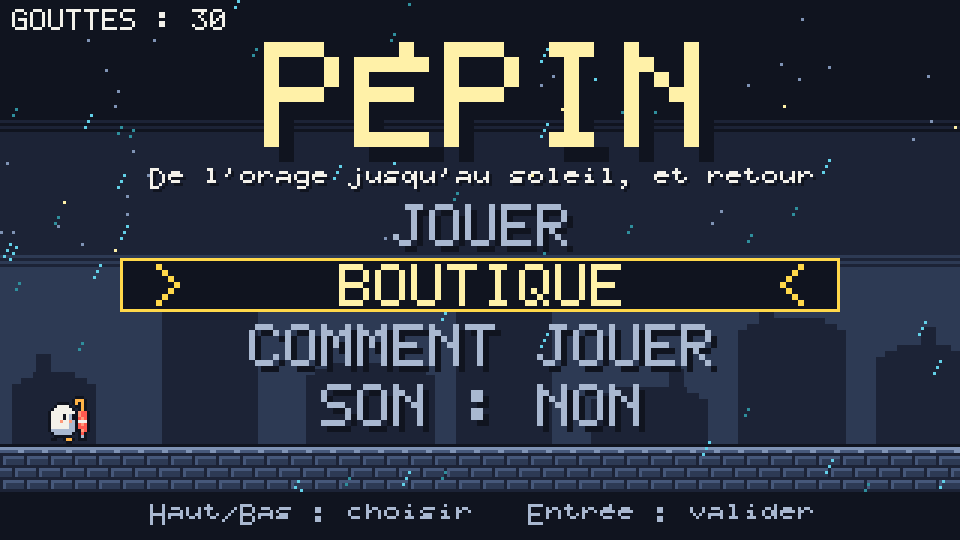 GOUTTES : 30
PÉPIN
De l'orage jusqu'au soleil, et retour
JOUER
> BOUTIQUE <
COMMENT JOUER
SON : NON
Haut/Bas : choisir Entrée : valider